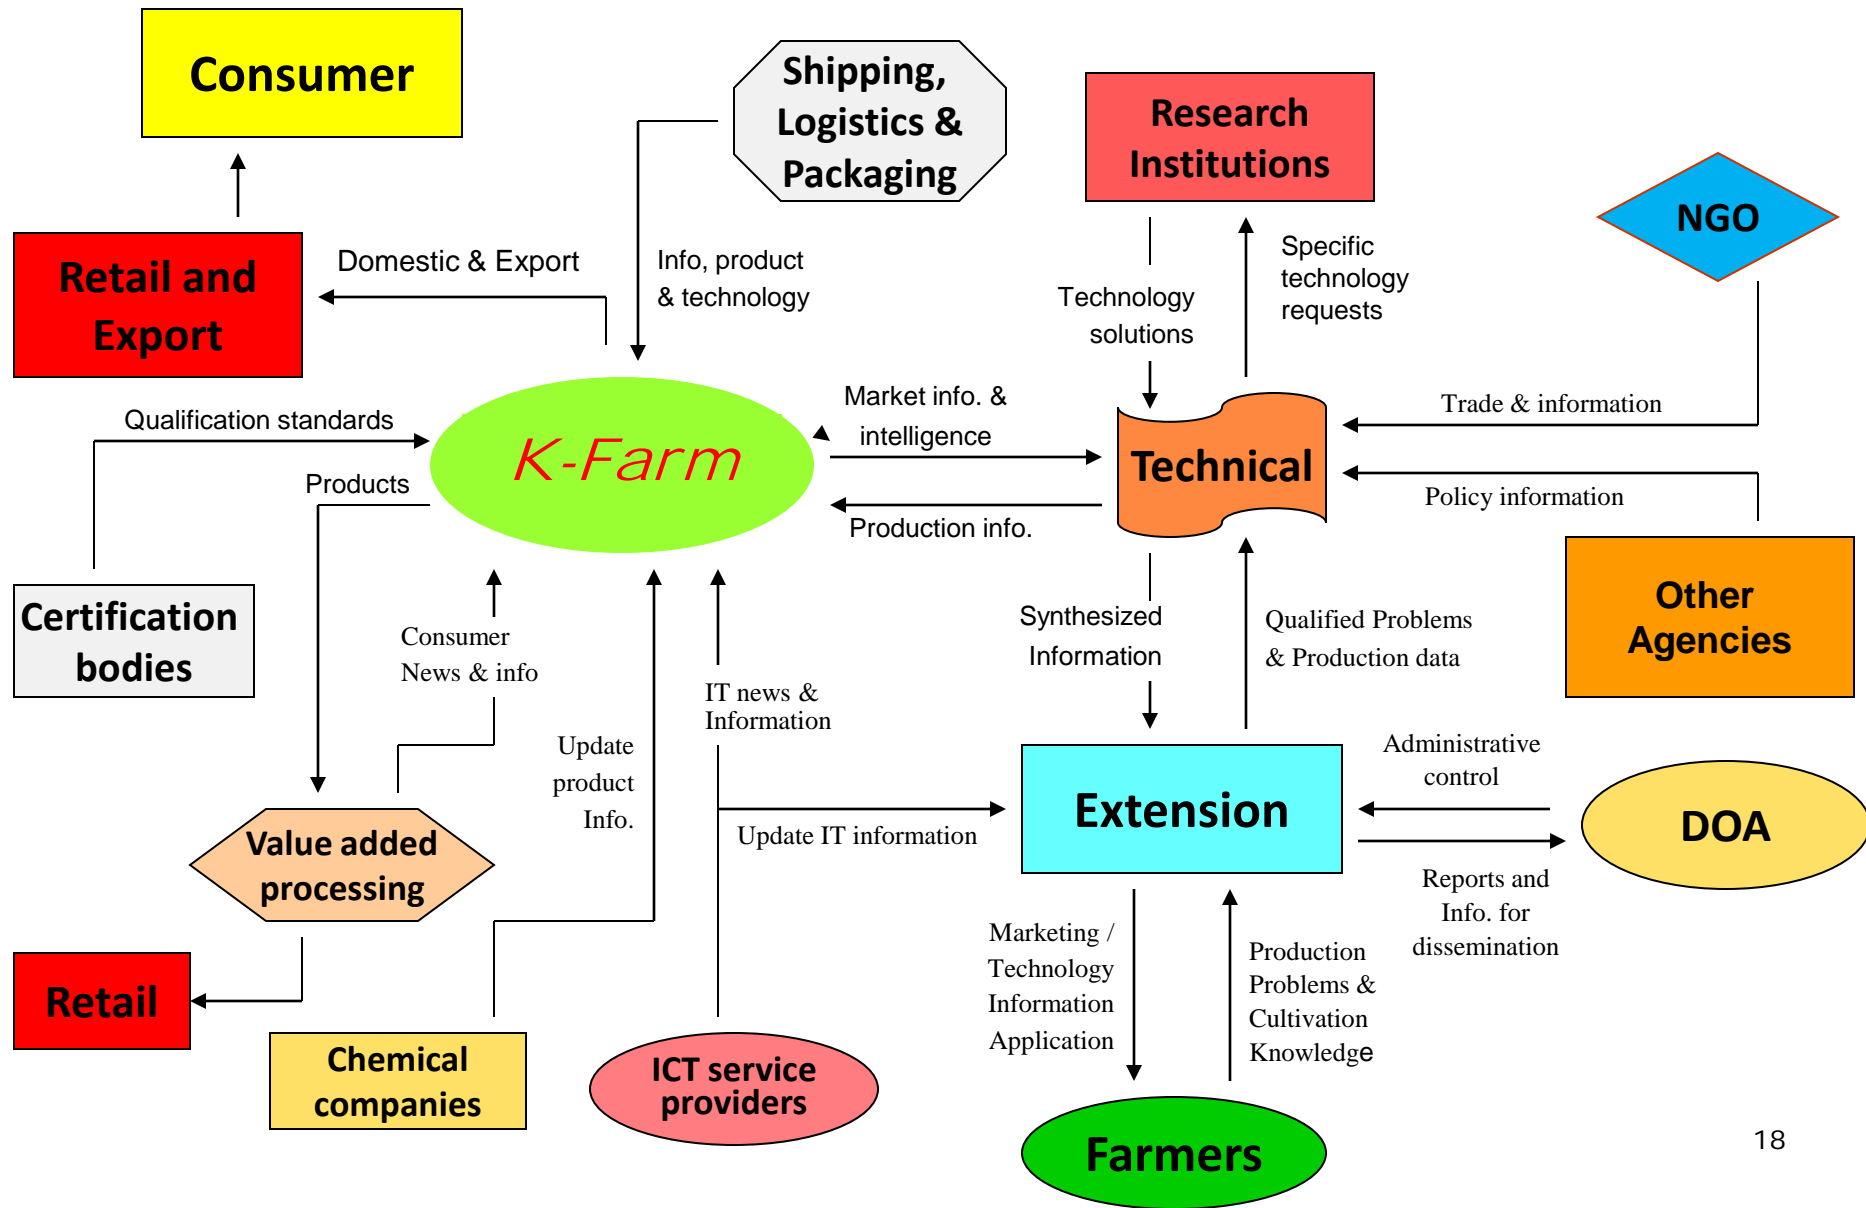 Consumer
Shipping,
Logistics &
Packaging
Research
Institutions
NGO
Retail and
Export
Domestic & Export
Info, product
& technology
Technology
solutions
Specific
technology
requests
Qualification standards
K-Farm
Market info. &
intelligence
Technical
Trade & information
Products
Production info.
Policy information
Certification
bodies
Consumer
News & info
IT news &
Information
Synthesized
Information
Qualified Problems
& Production data
Other
Agencies
Update
product
Info.
Update IT information
Extension
Administrative
control
DOA
Value added
processing
Reports and
Info. for
dissemination
Marketing /
Technology
Information
Application
Production
Problems &
Cultivation
Knowledge
Retail
Chemical
companies
ICT service
providers
Farmers
18